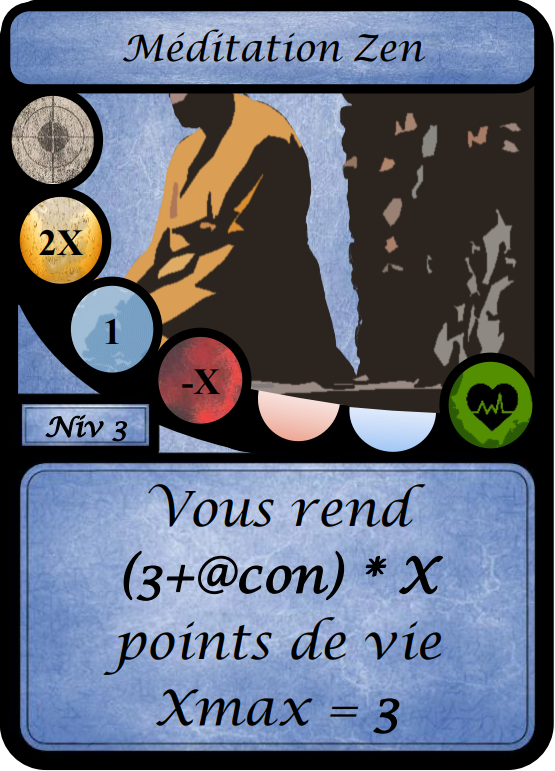 Méditation Zen
2X
1
-X
Niv 3
Vous rend
(3+@con) * X
points de vie
Xmax = 3